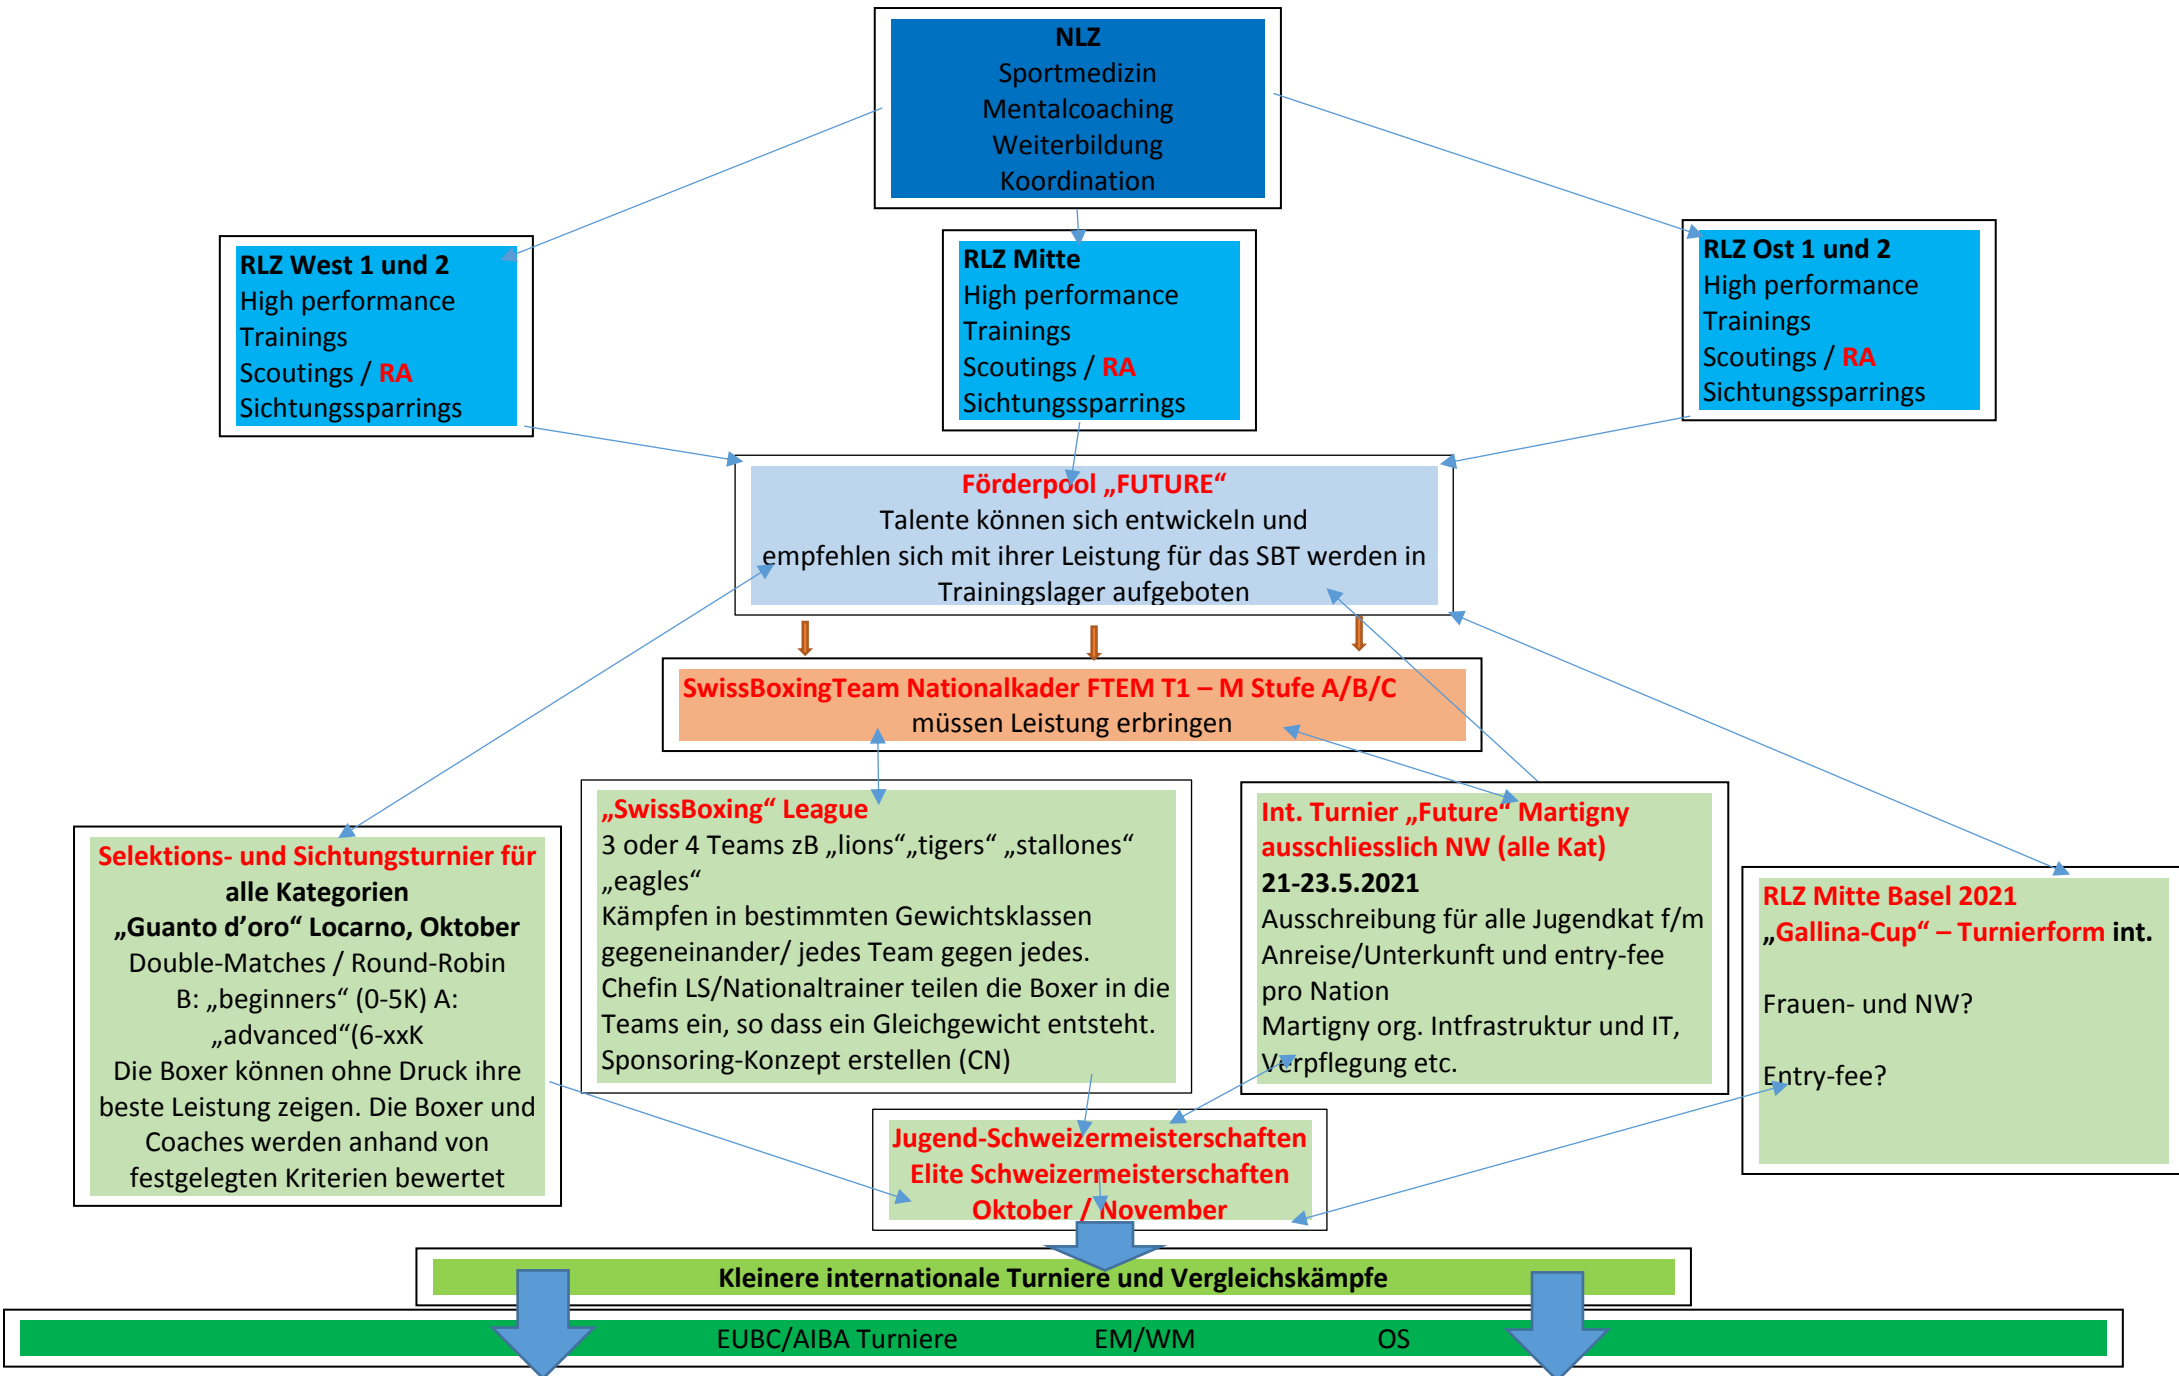 NLZ
Sportmedizin
Mentalcoaching
Weiterbildung
Koordination
RLZ West 1 und 2
High performance
Trainings
Scoutings / RA
Sichtungssparrings
RLZ Mitte
High performance
Trainings
Scoutings / RA
Sichtungssparrings
RLZ Ost 1 und 2
High performance
Trainings
Scoutings / RA
Sichtungssparrings
Förderpool „FUTURE“
Talente können sich entwickeln und
empfehlen sich mit ihrer Leistung für das SBT werden in
Trainingslager aufgeboten
SwissBoxingTeam Nationalkader FTEM T1 – M Stufe A/B/C
müssen Leistung erbringen
Selektions- und Sichtungsturnier für
alle Kategorien
„Guanto d’oro“ Locarno, Oktober
Double-Matches / Round-Robin
B: „beginners“ (0-5K) A:
„advanced“(6-xxK
Die Boxer können ohne Druck ihre
beste Leistung zeigen. Die Boxer und
Coaches werden anhand von
festgelegten Kriterien bewertet
„SwissBoxing“ League
3 oder 4 Teams zB „lions“„tigers“ „stallones“
„eagles“
Kämpfen in bestimmten Gewichtsklassen
gegeneinander/ jedes Team gegen jedes.
Chefin LS/Nationaltrainer teilen die Boxer in die
Teams ein, so dass ein Gleichgewicht entsteht.
Sponsoring-Konzept erstellen (CN)
Int. Turnier „Future“ Martigny
ausschliesslich NW (alle Kat)
21-23.5.2021
Ausschreibung für alle Jugendkat f/m
Anreise/Unterkunft und entry-fee
pro Nation
Martigny org. Intfrastruktur und IT,
Verpflegung etc.
RLZ Mitte Basel 2021
„Gallina-Cup“ – Turnierform int.
Frauen- und NW?
Entry-fee?
Jugend-Schweizermeisterschaften
Elite Schweizermeisterschaften
Oktober / November
Kleinere internationale Turniere und Vergleichskämpfe
EUBC/AIBA Turniere EM/WM OS